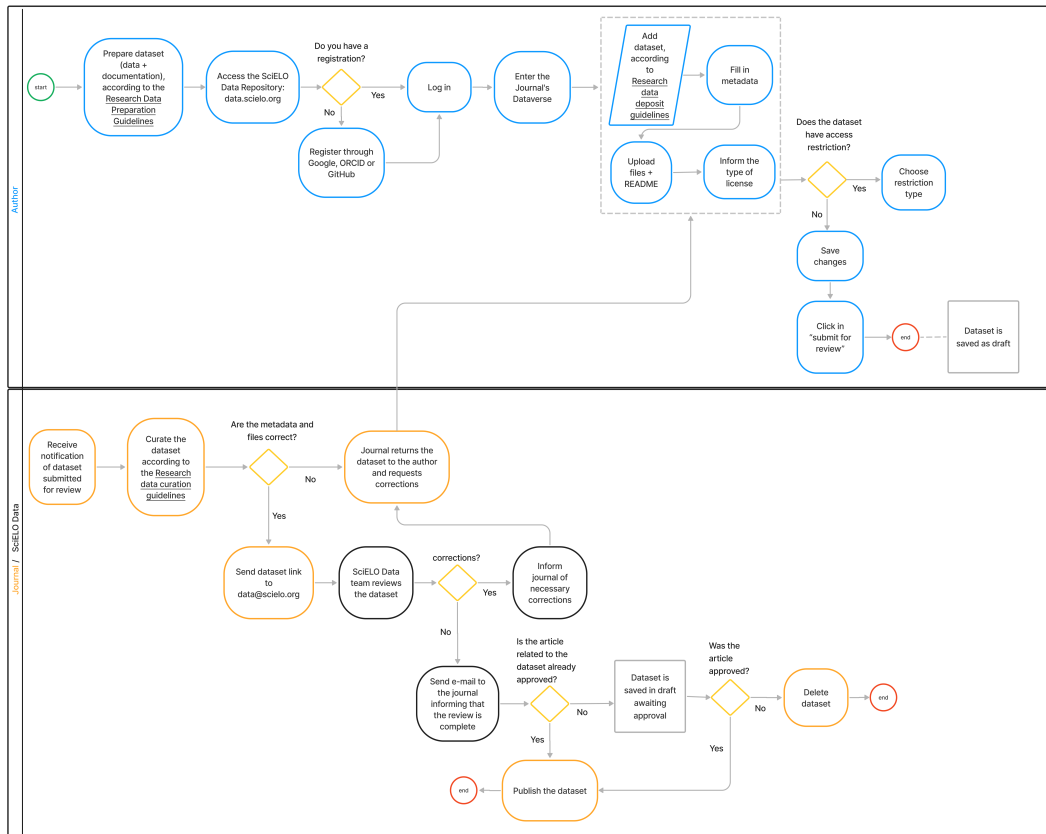 Author
start
Prepare dataset
(data +
documentation),
according to the
Research Data
Preparation
Guidelines
Access the SciELO
Data Repository:
data.scielo.org
Do you have a
registration?
Yes
No
Register through
Google, ORCID or
GitHub
Log in
Enter the
Journal's
Dataverse
Add
dataset,
according
to
Research
data
deposit
guidelines
Fill in
metadata
Upload
files +
README
Inform the
type of
license
Does the dataset
have access
restriction?
Yes
Choose
restriction
type
No
Save
changes
Click in
“submit for
review”
end
Dataset is
saved as draft
Journal / SciELO Data
Receive
notification
of dataset
submitted
for review
Curate the
dataset
according to
the Research
data curation
guidelines
Are the metadata and
files correct?
No
Yes
Journal returns the
dataset to the author
and requests
corrections
Send dataset link
to
data@scielo.org
SciELO Data
team reviews
the dataset
corrections?
Yes
No
Inform
journal of
necessary
corrections
Send e-mail to
the journal
informing that
the review is
complete
Is the article
related to the
dataset already
approved?
No
Yes
Dataset is
saved in draft
awaiting
approval
Was the
article
approved?
No
Yes
Delete
dataset
end
Publish the dataset
end